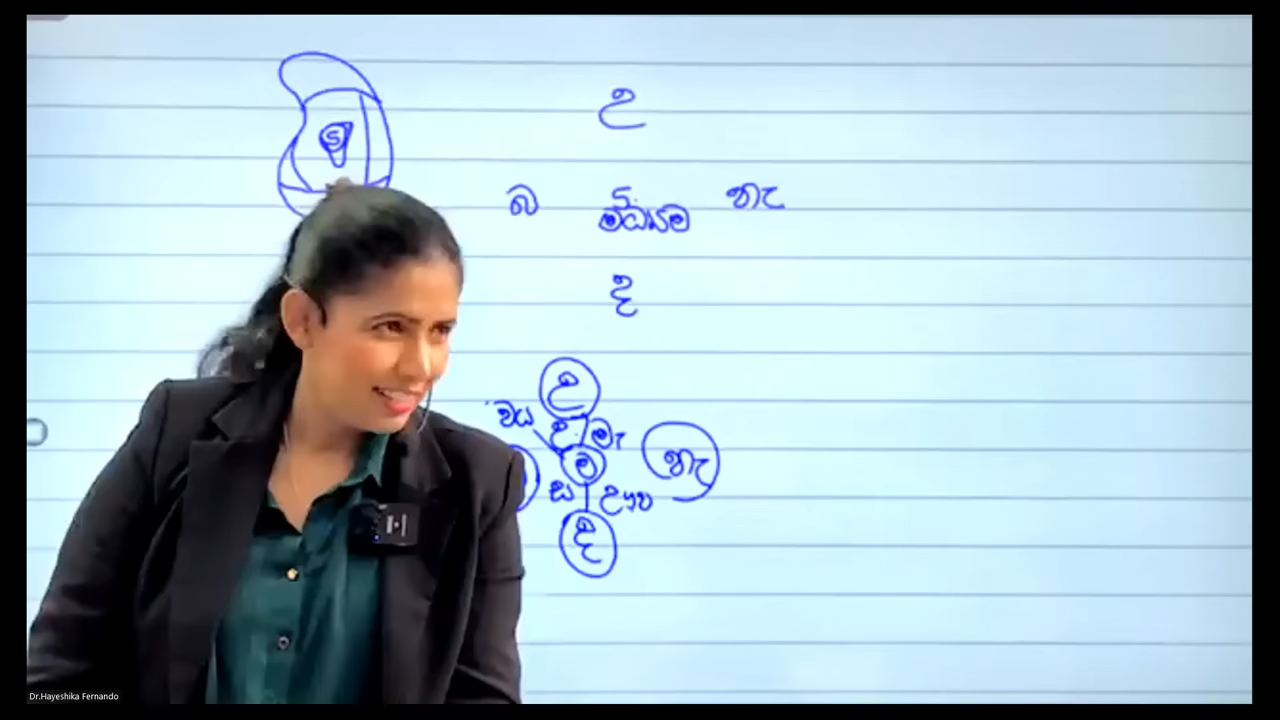 S
උ
බ මධ්‍යම නැ
ද
උ
වය ද මැ
ම නැ
ස ඌව
ද
Dr.Hayeshika Fernando